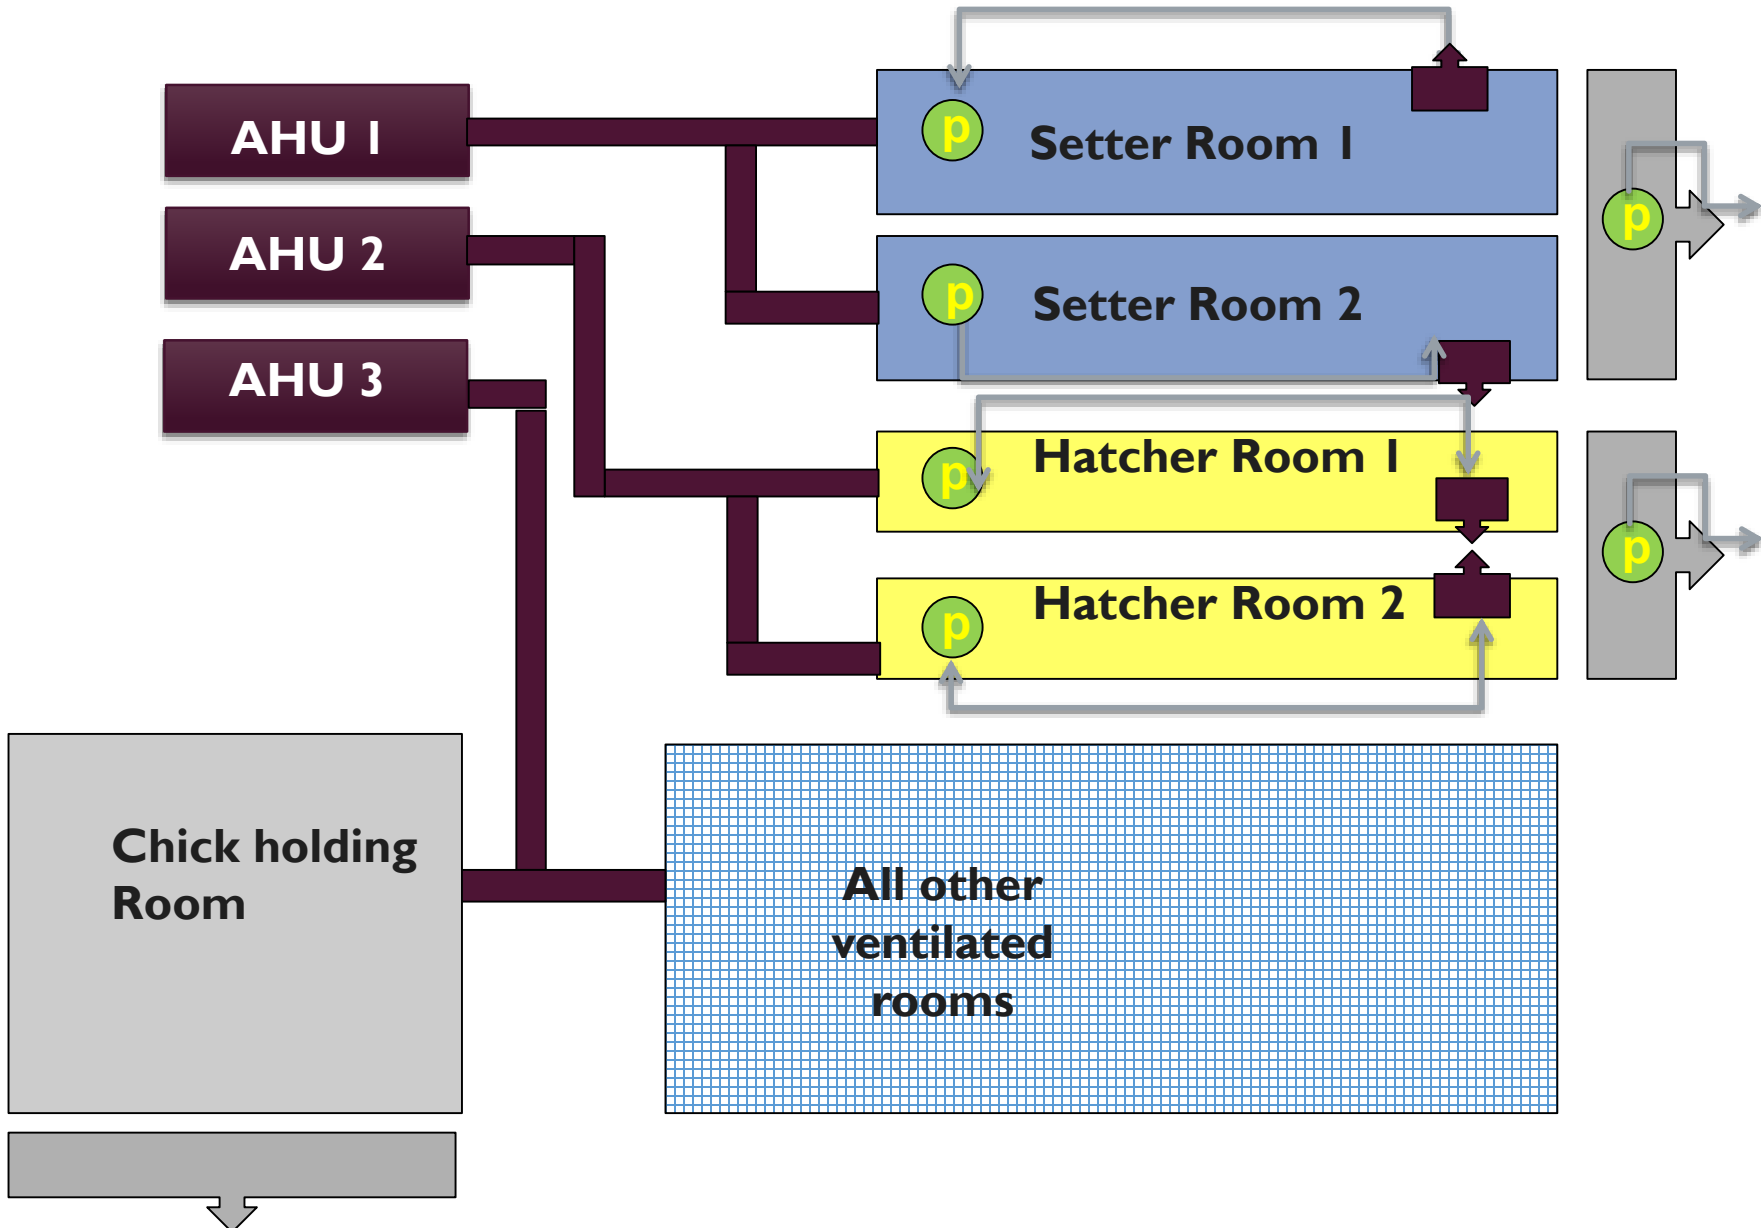 AHU 1
p
Setter Room 1
AHU 2
p
p
Setter Room 2
AHU 3
Hatcher Room 1
p
p
Hatcher Room 2
p
Chick holding
Room
All other
ventilated
rooms